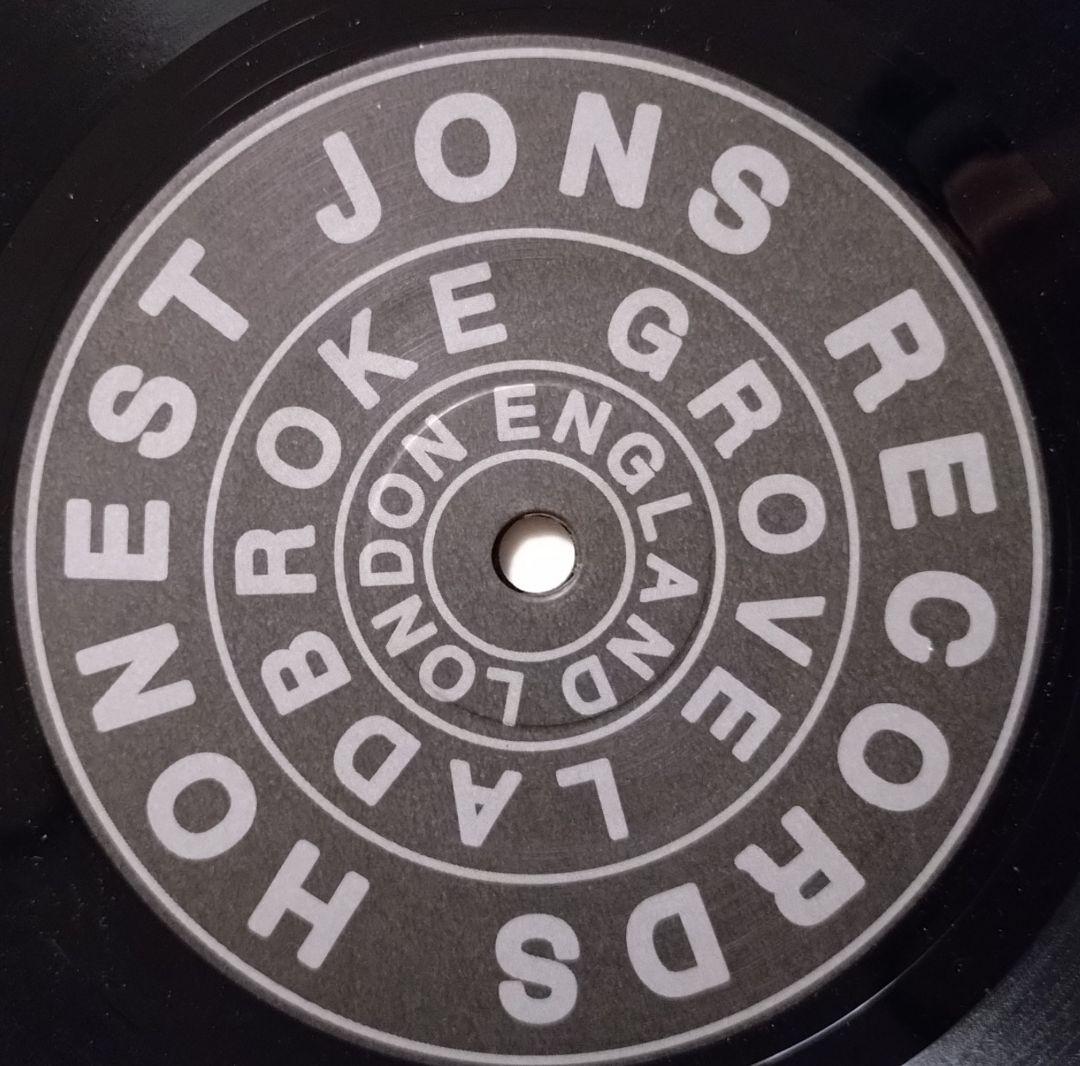 HONEST JONS RECORDS
LADBROKE GROVE
LONDON ENGLAND